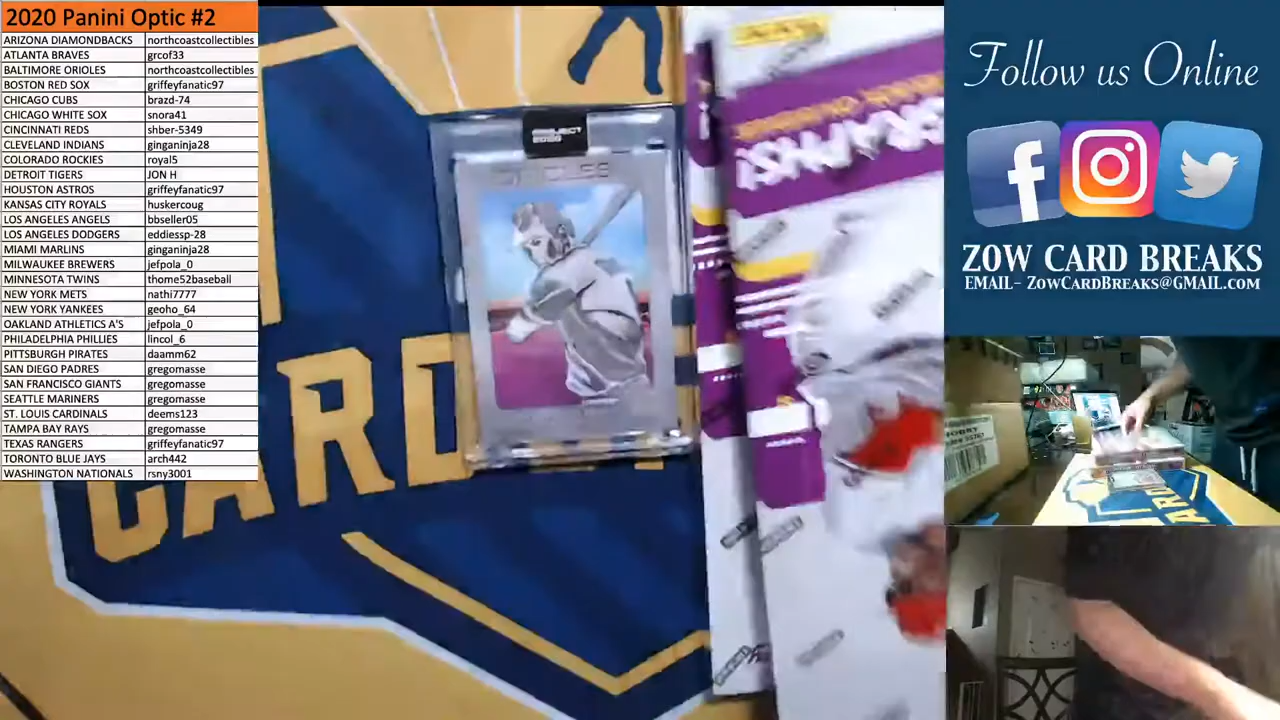 2020 Panini Optic #2
ARIZONA DIAMONDBACKS northcoastcollectibles
ATLANTA BRAVES grcof33
BALTIMORE ORIOLES northcoastcollectibles
BOSTON RED SOX griffeyfanatic97
CHICAGO CUBS brazd-74
CHICAGO WHITE SOX snora41
CINCINNATI REDS shber-5349
CLEVELAND INDIANS ginganinja28
COLORADO ROCKIES royal5
DETROIT TIGERS JON H
HOUSTON ASTROS griffeyfanatic97
KANSAS CITY ROYALS huskercoug
LOS ANGELES ANGELS bbseller05
LOS ANGELES DODGERS eddiessp-28
MIAMI MARLINS ginganinja28
MILWAUKEE BREWERS jefpola_0
MINNESOTA TWINS thome52baseball
NEW YORK METS nathi7777
NEW YORK YANKEES geoho_64
OAKLAND ATHLETICS A'S jefpola_0
PHILADELPHIA PHILLIES lincol_6
PITTSBURGH PIRATES daamm62
SAN DIEGO PADRES gregomasse
SAN FRANCISCO GIANTS gregomasse
SEATTLE MARINERS gregomasse
ST. LOUIS CARDINALS deems123
TAMPA BAY RAYS gregomasse
TEXAS RANGERS griffeyfanatic97
TORONTO BLUE JAYS arch442
WASHINGTON NATIONALS rsny3001
PROJECT
2020
CARD
Follow us Online
ZOW CARD BREAKS
EMAIL- ZowCardBreaks@gmail.com